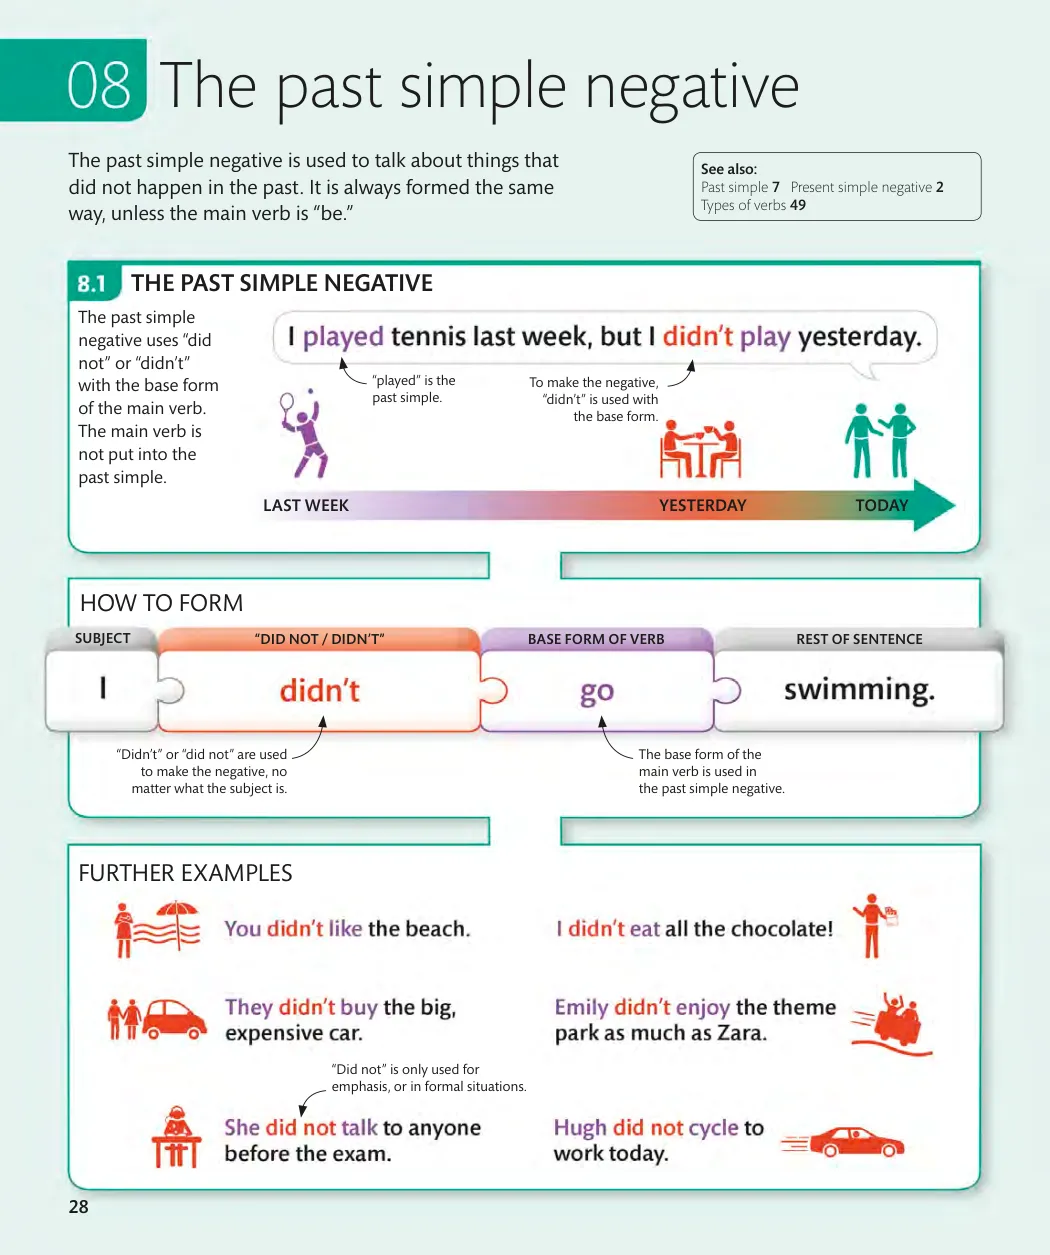 08 The past simple negative
The past simple negative is used to talk about things that
did not happen in the past. It is always formed the same
way, unless the main verb is “be.”
See also:
Past simple 7 Present simple negative 2
Types of verbs 49
8.1 THE PAST SIMPLE NEGATIVE
The past simple
negative uses “did
not” or “didn’t”
with the base form
of the main verb.
The main verb is
not put into the
past simple.
I played tennis last week, but I didn’t play yesterday.
“played” is the
past simple.
To make the negative,
“didn’t” is used with
the base form.
LAST WEEK
YESTERDAY
TODAY
HOW TO FORM
SUBJECT
“DID NOT / DIDN’T”
BASE FORM OF VERB
REST OF SENTENCE
I
didn’t
go
swimming.
“Didn’t” or “did not” are used
to make the negative, no
matter what the subject is.
The base form of the
main verb is used in
the past simple negative.
FURTHER EXAMPLES
You didn’t like the beach.
I didn’t eat all the chocolate!
They didn’t buy the big,
expensive car.
Emily didn’t enjoy the theme
park as much as Zara.
“Did not” is only used for
emphasis, or in formal situations.
She did not talk to anyone
before the exam.
Hugh did not cycle to
work today.
28